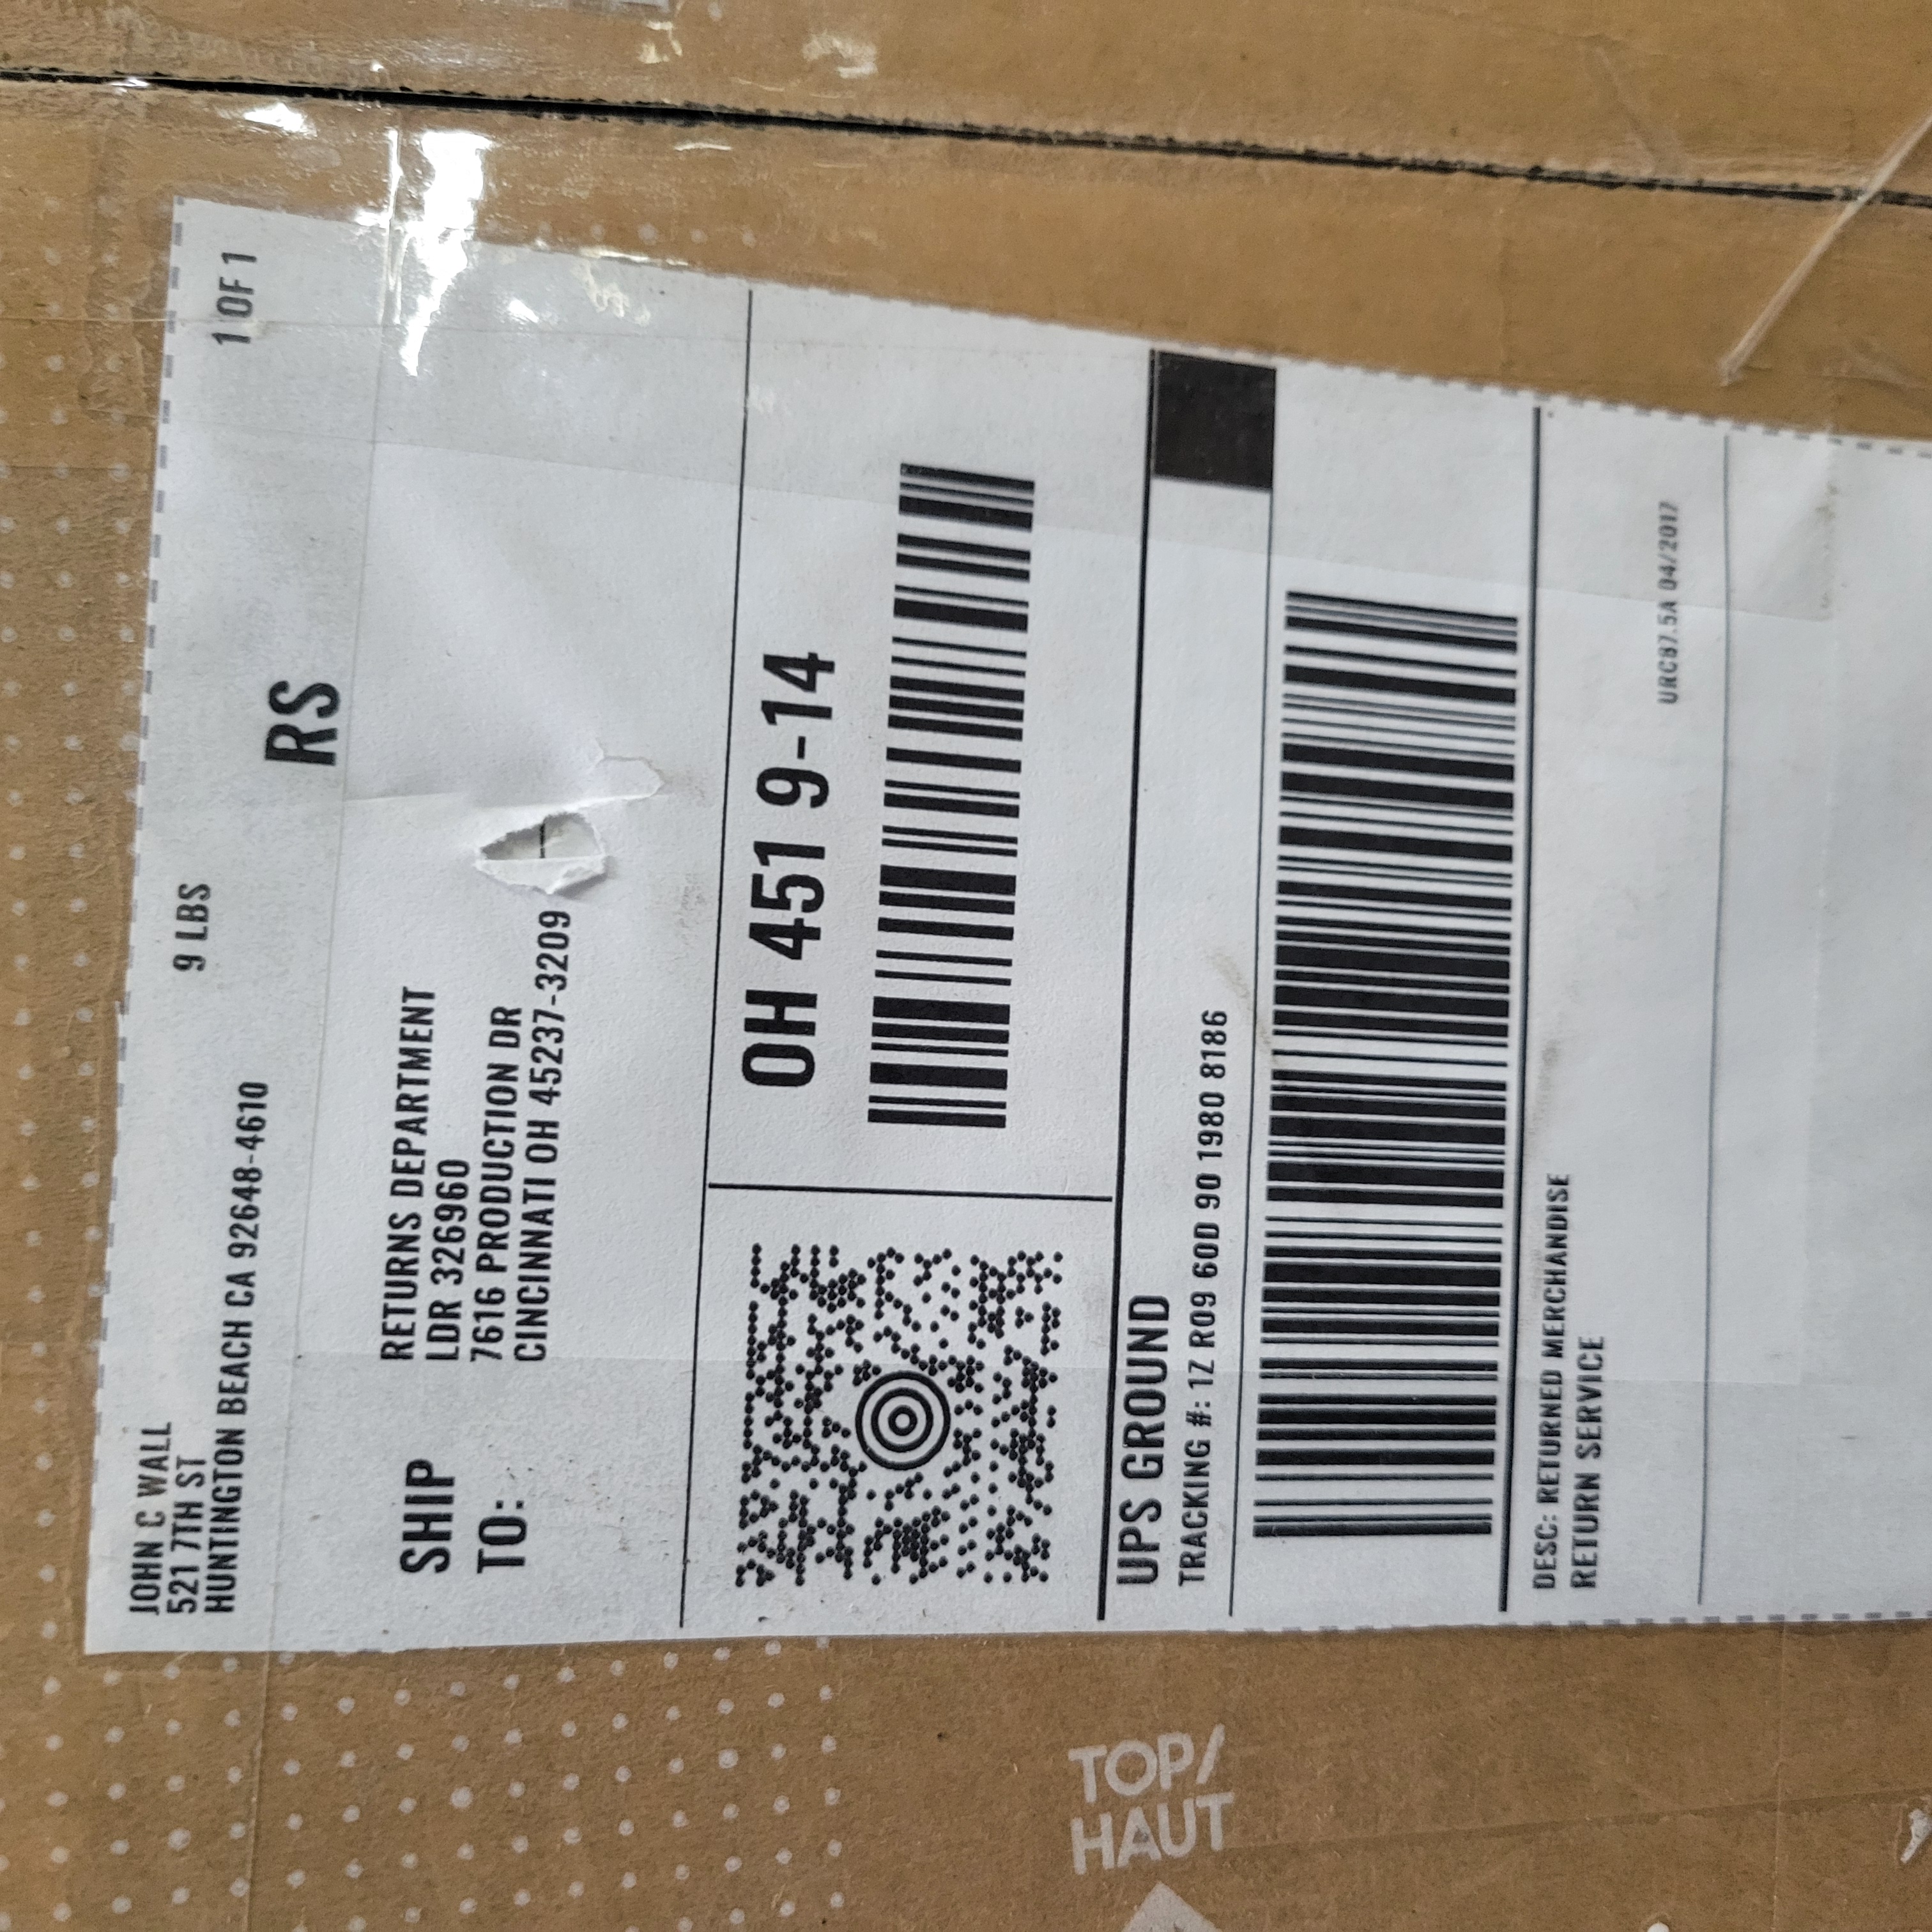 JOHN C WALL
521 7TH ST
HUNTINGTON BEACH CA 92648-4610
9 LBS
1 OF 1
RS
SHIP
TO:
RETURNS DEPARTMENT
LDR 326960
7616 PRODUCTION DR
CINCINNATI OH 45237-3209
OH 451 9-14
UPS GROUND
TRACKING #: 1Z R09 60D 90 1980 8186
DESC: RETURNED MERCHANDISE
RETURN SERVICE
URC87.5A 04/2017
TOP/
HAUT